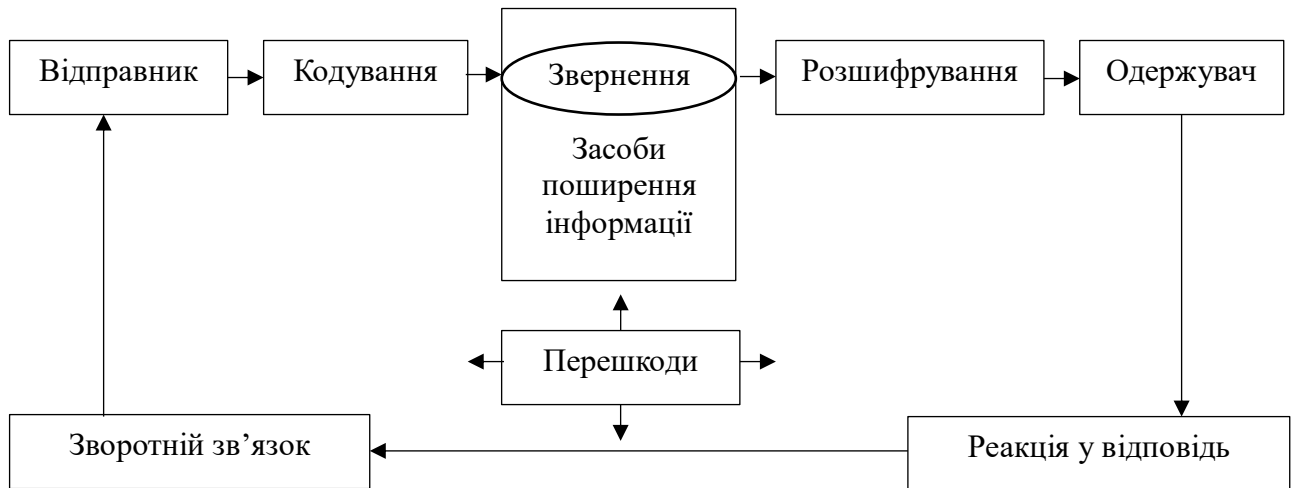 Відправник
Кодування
Звернення
Розшифрування
Одержувач
Засоби
поширення
інформації
Перешкоди
Зворотній зв’язок
Реакція у відповідь